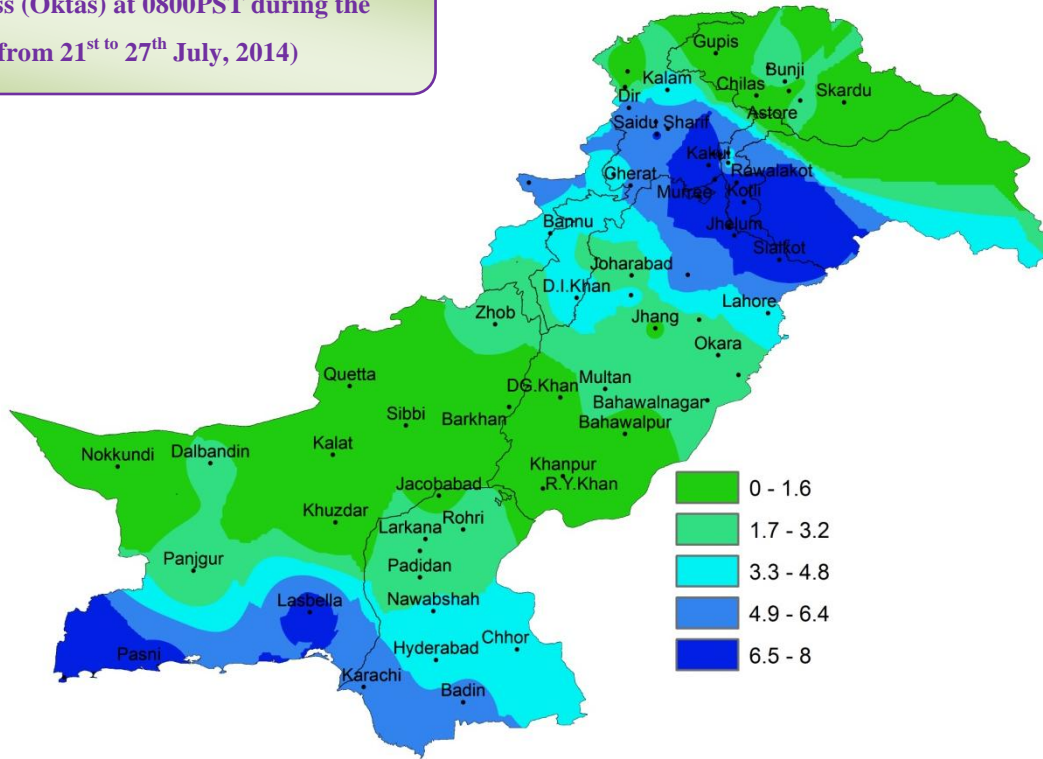 ss (Oktas) at 0800PST during the
from 21st to 27th July, 2014)
Gupis
Bunji
Kalam
Chilas
Skardu
Dir
Astore
Saidu Sharif
Kakul
Rawalakot
Gherat
Murree
Kotli
Bannu
Jhelum
Sialkot
Joharabad
D.I.Khan
Lahore
Zhob
Jhang
Okara
Quetta
DG.Khan
Multan
Bahawalnagar
Sibbi
Barkhan
Bahawalpur
Nokkundi
Dalbandin
Kalat
Khanpur
Jacobabad
R.Y.Khan
Khuzdar
Larkana
Rohri
Panjgur
Padidan
Lasbella
Nawabshah
Pasni
Hyderabad
Chhor
Karachi
Badin
0 - 1.6
1.7 - 3.2
3.3 - 4.8
4.9 - 6.4
6.5 - 8